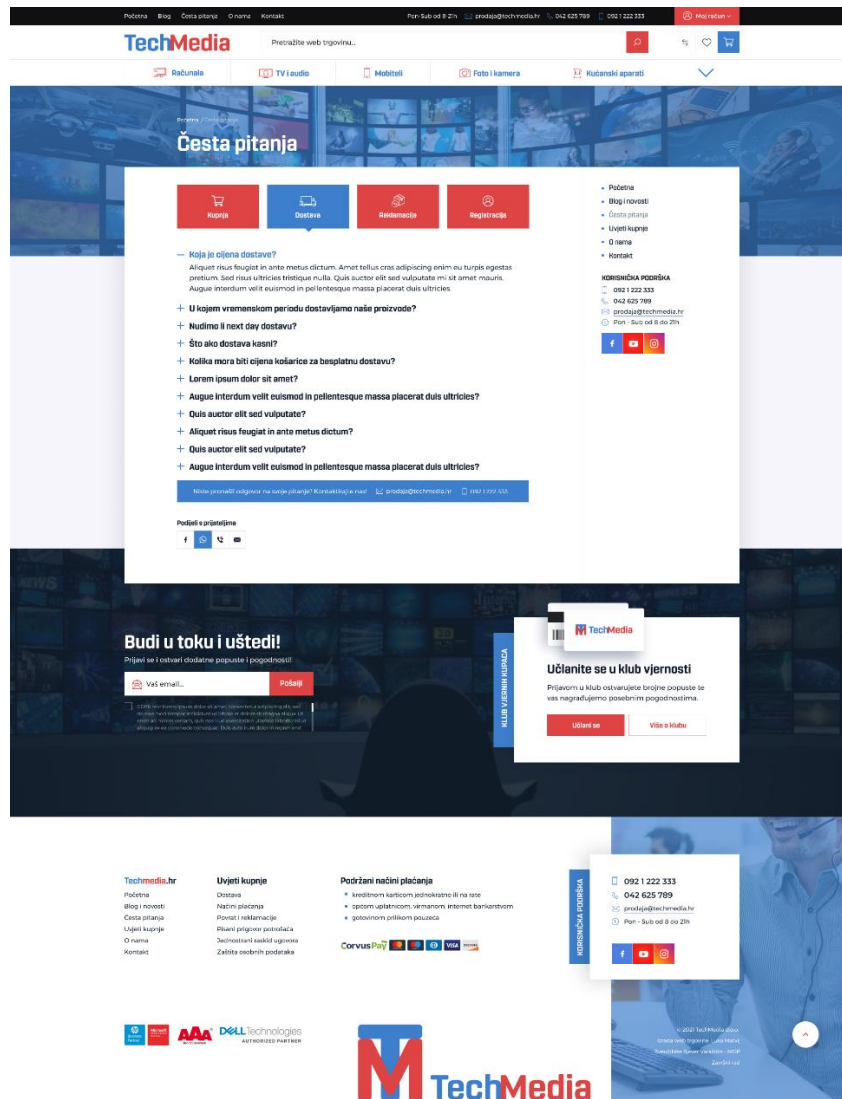 Početna Blog Česta pitanja O nama Kontakt Pon-Sub od 8-21h prodaja@techmedia.hr 042 625 789 092 1 222 333 Moj račun
TechMedia Pretražite web trgovinu...
Računala TV i audio Mobiteli Foto i kamera Kućanski aparati
Početna / Česta pitanja
Česta pitanja
Kupnja Dostava Reklamacije Registracija
Koja je cijena dostave?
Aliquet risus feugiat in ante metus dictum. Amet tellus cras adipiscing enim eu turpis egestas
pretium. Sed risus ultricies tristique nulla. Quis auctor elit sed vulputate mi sit amet mauris.
Augue interdum velit euismod in pellentesque massa placerat duis ultricies.
U kojem vremenskom periodu dostavljamo naše proizvode?
Nudimo li next day dostavu?
Što ako dostava kasni?
Kolika mora biti cijena košarice za besplatnu dostavu?
Lorem ipsum dolor sit amet?
Augue interdum velit euismod in pellentesque massa placerat duis ultricies?
Quis auctor elit sed vulputate?
Aliquet risus feugiat in ante metus dictum?
Quis auctor elit sed vulputate?
Augue interdum velit euismod in pellentesque massa placerat duis ultricies?
Niste pronašli odgovor na svoje pitanje? Kontaktiraj e nas! prodaja@techmedia.hr 092 1 222 333
Podijeli s prijateljima
Početna
Blog i novosti
Česta pitanja
Uvjeti kupnje
O nama
Kontakt
KORISNIČKA PODRŠKA
092 1 222 333
042 625 789
prodaja@techmedia.hr
Pon - Sub od 8 do 21h
Budi u toku i uštedi!
Prijavi se i ostvari dodatne popuste i pogodnosti!
Vaš email... Pošalji
KLUB VJERNIH KUPACA
TechMedia
Učlanite se u klub vjernosti
Prijavom u klub ostvarujete brojne popuste te
vas nagrađujemo posebnim pogodnostima.
Učlani se Više o klubu
Techmedia.hr
Početna
Blog i novosti
Česta pitanja
Uvjeti kupnje
O nama
Kontakt
Uvjeti kupnje
Dostava
Načini plaćanja
Povrat i reklamacije
Pisani prigovor potrošača
Jednostrani raskid ugovora
Zaštita osobnih podataka
Podržani načini plaćanja
kreditnom karticom jednokratno ili na rate
općom uplatnicom, virmanom, internet bankarstvom
gotovinom prilikom pouzeća
CorvusPay VISA
KORISNIČKA PODRŠKA
092 1 222 333
042 625 789
prodaja@techmedia.hr
Pon - Sub od 8 do 21h
AAA
DELL Technologies
AUTHORIZED PARTNER
TechMedia
© 2021 TechMedia d.o.o.
Završni rad